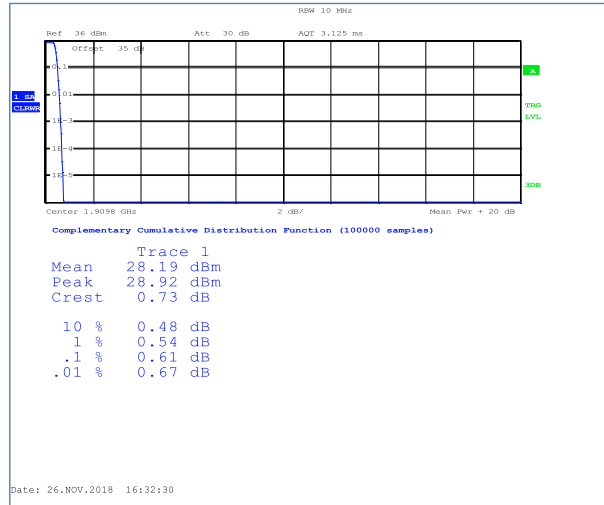 RBW 10 MHz
Ref 36 dBm Att 30 dB AQT 3.125 ms
Offset 35 dB
0.1
A
0.01
1 SA
CLRWR
TRG
LVL
1E-3
1E-4
1E-5
3DB
Center 1.9098 GHz 2 dB/ Mean Pwr + 20 dB
Complementary Cumulative Distribution Function (100000 samples)
Trace 1
Mean 28.19 dBm
Peak 28.92 dBm
Crest 0.73 dB
10 % 0.48 dB
1 % 0.54 dB
.1 % 0.61 dB
.01 % 0.67 dB
Date: 26.NOV.2018 16:32:30